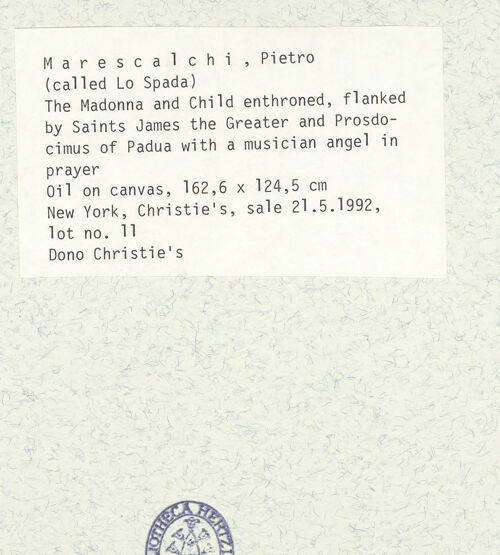 M a r e s c a l c h i , Pietro
(called Lo Spada)
The Madonna and Child enthroned, flanked
by Saints James the Greater and Prosdo-
cimus of Padua with a musician angel in
prayer
Oil on canvas, 162,6 x 124,5 cm
New York, Christie's, sale 21.5.1992,
lot no. 11
Dono Christie's